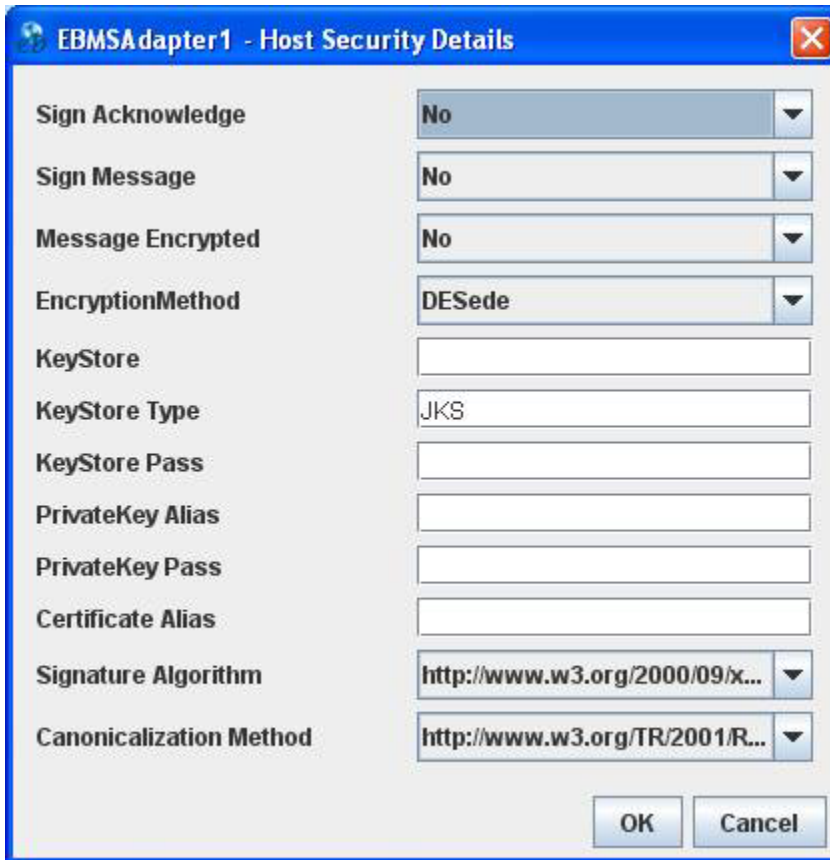 EBMSAdapter1 - Host Security Details
Sign Acknowledge No
Sign Message No
Message Encrypted No
EncryptionMethod DESede
KeyStore
KeyStore Type JKS
KeyStore Pass
PrivateKey Alias
PrivateKey Pass
Certificate Alias
Signature Algorithm http://www.w3.org/2000/09/x...
Canonicalization Method http://www.w3.org/TR/2001/R...
OK Cancel